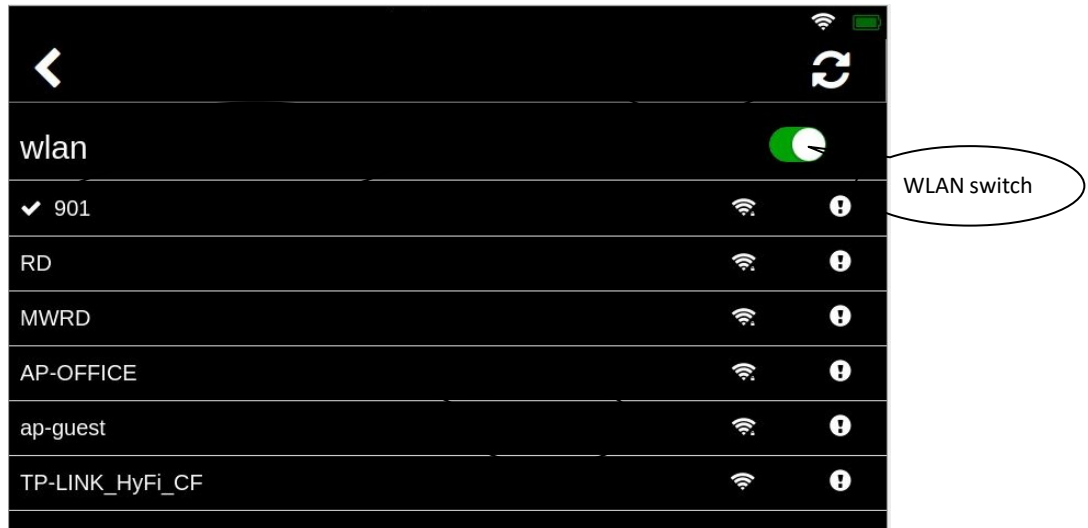 wlan
WLAN switch
901
RD
MWRD
AP-OFFICE
ap-guest
TP-LINK_HyFi_CF